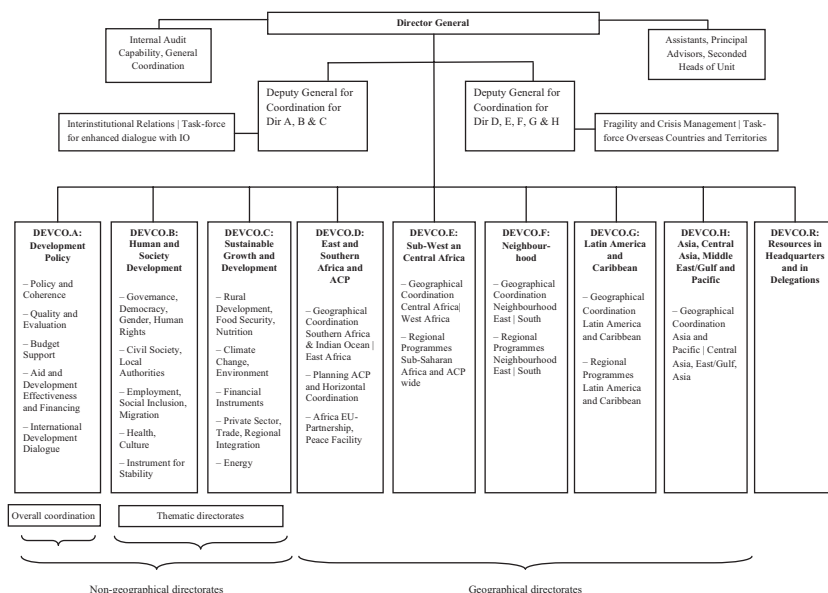 Director General
Internal Audit
Capability, General
Coordination
Assistants, Principal
Advisors, Seconded
Heads of Unit
Deputy General for
Coordination for
Dir A, B & C
Deputy General for
Coordination for
Dir D, E, F, G & H
Interinstitutional Relations | Task-force
for enhanced dialogue with IO
Fragility and Crisis Management | Task-
force Overseas Countries and Territories
DEVCO.A:
Development
Policy
– Policy and
Coherence
– Quality and
Evaluation
– Budget
Support
– Aid and
Development
Effectiveness
and Financing
– International
Development
Dialogue
DEVCO.B:
Human and
Society
Development
– Governance,
Democracy,
Gender, Human
Rights
– Civil Society,
Local
Authorities
– Employment,
Social Inclusion,
Migration
– Health,
Culture
– Instrument for
Stability
DEVCO.C:
Sustainable
Growth and
Development
– Rural
Development,
Food Security,
Nutrition
– Climate
Change,
Environment
– Financial
Instruments
– Private Sector,
Trade, Regional
Integration
– Energy
DEVCO.D:
East and
Southern
Africa and
ACP
– Geographical
Coordination
Southern Africa
& Indian Ocean |
East Africa
– Planning ACP
and Horizontal
Coordination
– Africa EU-
Partnership,
Peace Facility
DEVCO.E:
Sub-West an
Central Africa
– Geographical
Coordination
Central Africa|
West Africa
– Regional
Programmes
Sub-Saharan
Africa and ACP
wide
DEVCO.F:
Neighbour-
hood
– Geographical
Coordination
Neighbourhood
East | South
– Regional
Programmes
Neighbourhood
East | South
DEVCO.G:
Latin America
and
Caribbean
– Geographical
Coordination
Latin America
and Caribbean
– Regional
Programmes
Latin America
and Caribbean
DEVCO.H:
Asia, Central
Asia, Middle
East/Gulf and
Pacific
– Geographical
Coordination
Asia and
Pacific | Central
Asia, East/Gulf,
Asia
DEVCO.R:
Resources in
Headquarters
and in
Delegations
Overall coordination
Thematic directorates
Non-geographical directorates
Geographical directorates